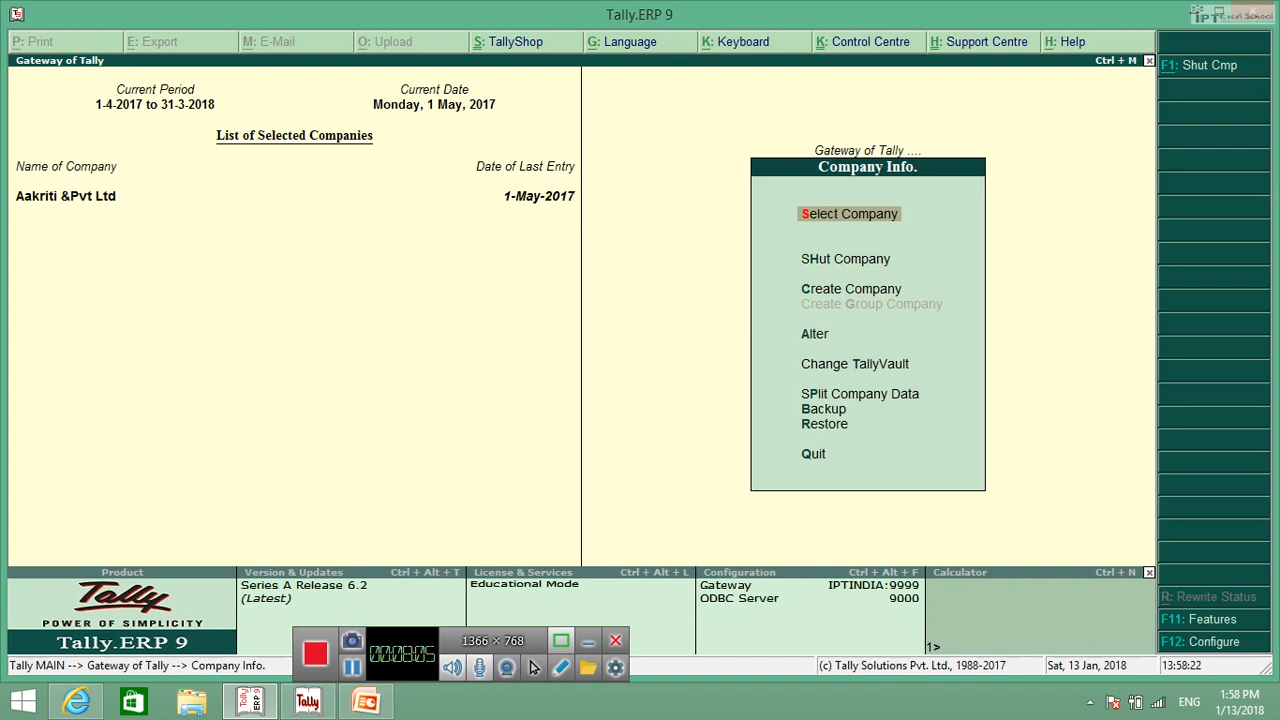 Tally.ERP 9
P: Print
E: Export
M: E-Mail
O: Upload
S: TallyShop
G: Language
K: Keyboard
K: Control Centre
H: Support Centre
H: Help
Gateway of Tally
Ctrl + M
F1: Shut Cmp
Current Period
1-4-2017 to 31-3-2018
Current Date
Monday, 1 May, 2017
List of Selected Companies
Name of Company
Date of Last Entry
Aakriti &Pvt Ltd
1-May-2017
Gateway of Tally ....
Company Info.
Select Company
SHut Company
Create Company
Create Group Company
Alter
Change TallyVault
SPlit Company Data
Backup
Restore
Quit
Product
Tally
POWER OF SIMPLICITY
Tally.ERP 9
Version & Updates
Ctrl + Alt + T
Series A Release 6.2
(Latest)
License & Services
Ctrl + Alt + L
Educational Mode
Configuration
Ctrl + Alt + F
Gateway
IPTINDIA:9999
ODBC Server
9000
Calculator
Ctrl + N
1>
R: Rewrite Status
F11: Features
F12: Configure
00:08:05
1366 × 768
Tally MAIN --> Gateway of Tally --> Company Info.
(c) Tally Solutions Pvt. Ltd., 1988-2017
Sat, 13 Jan, 2018
13:58:22
Tally
ERP 9
Tally
ENG
1:58 PM
1/13/2018